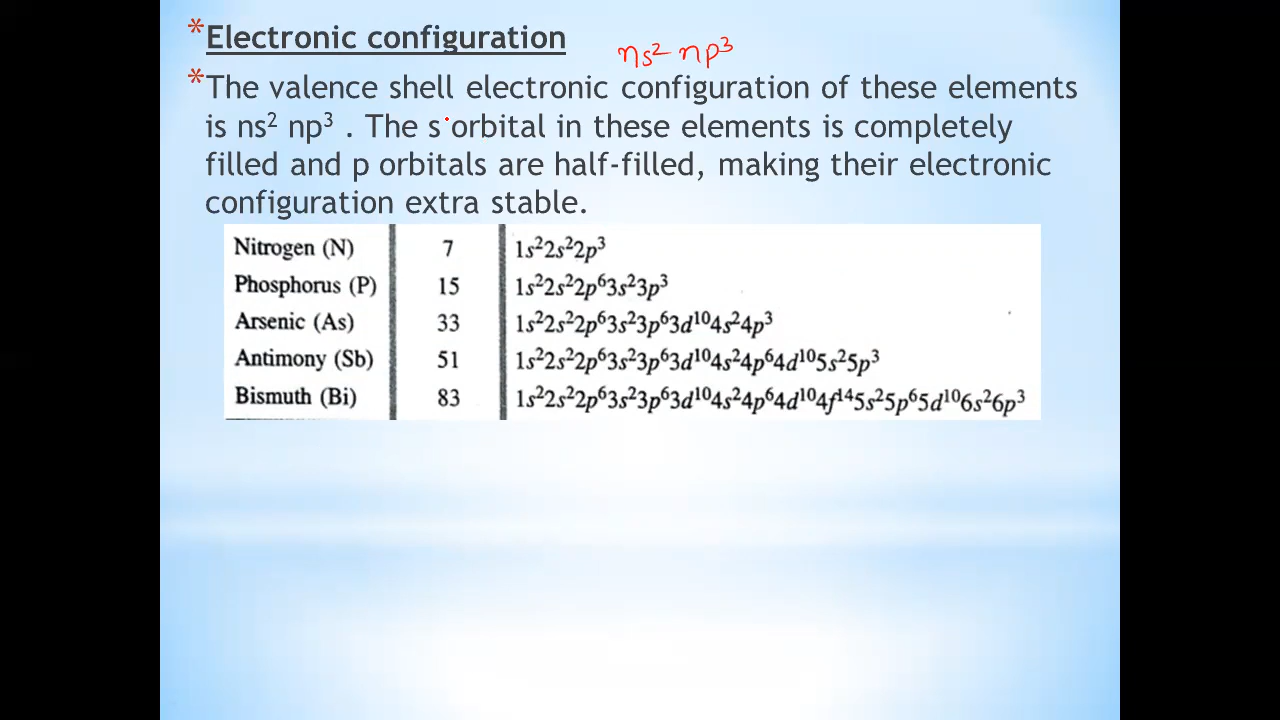 *Electronic configuration
ns² np³
*The valence shell electronic configuration of these elements
is ns² np³ . The s orbital in these elements is completely
filled and p orbitals are half-filled, making their electronic
configuration extra stable.
Nitrogen (N) 7 1s²2s²2p³
Phosphorus (P) 15 1s²2s²2p⁶3s²3p³
Arsenic (As) 33 1s²2s²2p⁶3s²3p⁶3d¹⁰4s²4p³
Antimony (Sb) 51 1s²2s²2p⁶3s²3p⁶3d¹⁰4s²4p⁶4d¹⁰5s²5p³
Bismuth (Bi) 83 1s²2s²2p⁶3s²3p⁶3d¹⁰4s²4p⁶4d¹⁰4f¹⁴5s²5p⁶5d¹⁰6s²6p³